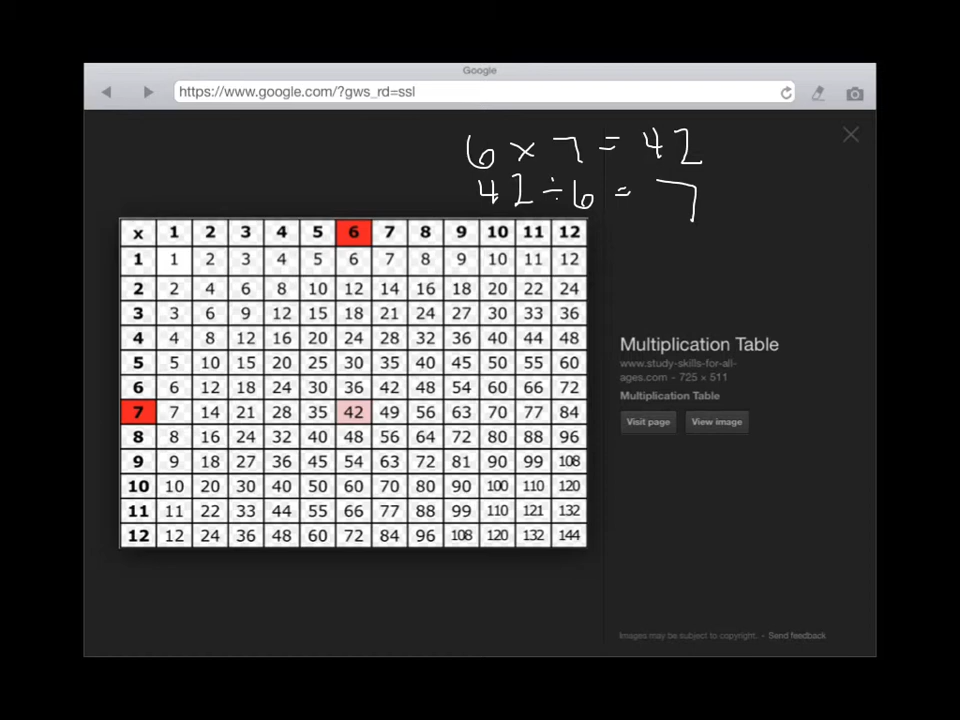 Google
https://www.google.com/?gws_rd=ssl
6 x 7 = 42
42 ÷ 6 = 7
x 1 2 3 4 5 6 7 8 9 10 11 12
1 1 2 3 4 5 6 7 8 9 10 11 12
2 2 4 6 8 10 12 14 16 18 20 22 24
3 3 6 9 12 15 18 21 24 27 30 33 36
4 4 8 12 16 20 24 28 32 36 40 44 48
5 5 10 15 20 25 30 35 40 45 50 55 60
6 6 12 18 24 30 36 42 48 54 60 66 72
7 7 14 21 28 35 42 49 56 63 70 77 84
8 8 16 24 32 40 48 56 64 72 80 88 96
9 9 18 27 36 45 54 63 72 81 90 99 108
10 10 20 30 40 50 60 70 80 90 100 110 120
11 11 22 33 44 55 66 77 88 99 110 121 132
12 12 24 36 48 60 72 84 96 108 120 132 144
Multiplication Table
www.study-skills-for-all-
ages.com - 725 × 511
Multiplication Table
Visit page View image
Images may be subject to copyright. - Send feedback